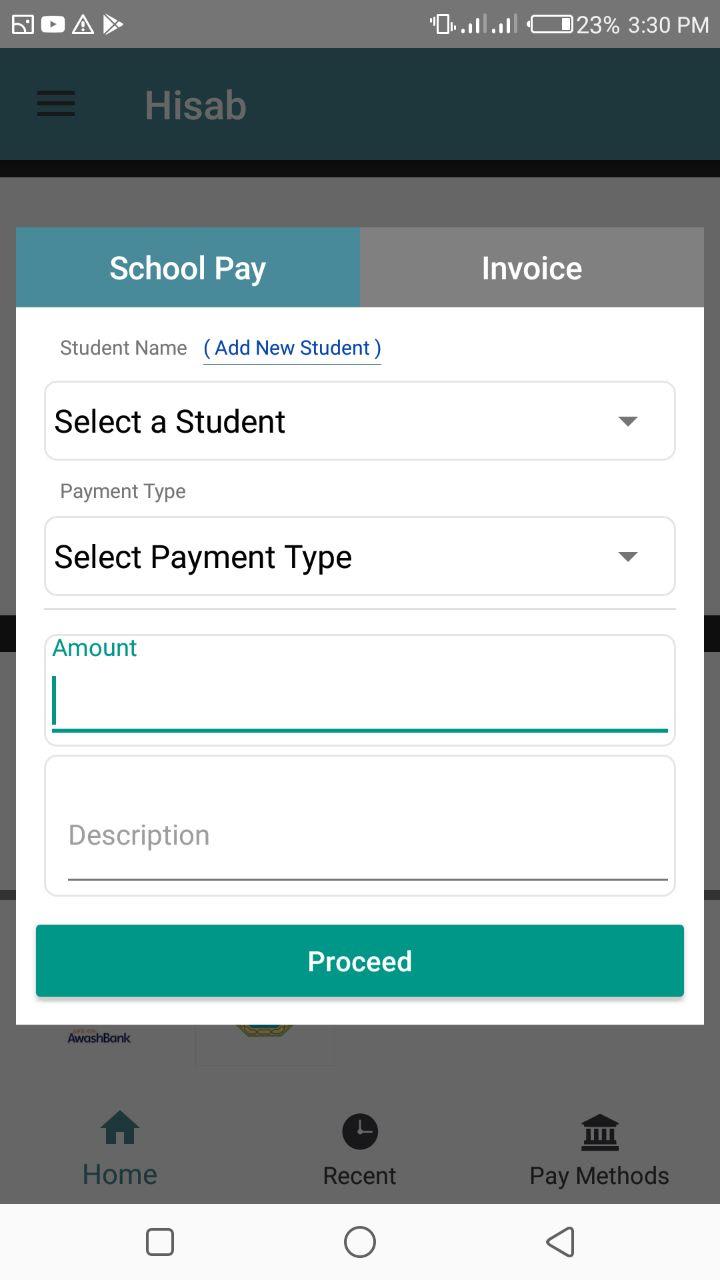 23% 3:30 PM
Hisab
School Pay
Invoice
Student Name ( Add New Student )
Select a Student
Payment Type
Select Payment Type
Amount
Description
Proceed
AwashBank
Home
Recent
Pay Methods